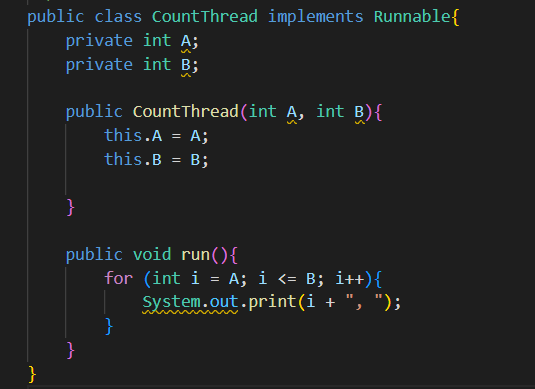 public class CountThread implements Runnable{
    private int A;
    private int B;

    public CountThread(int A, int B){
        this.A = A;
        this.B = B;

    }

    public void run(){
        for (int i = A; i <= B; i++){
            System.out.print(i + ", ");
        }
    }
}